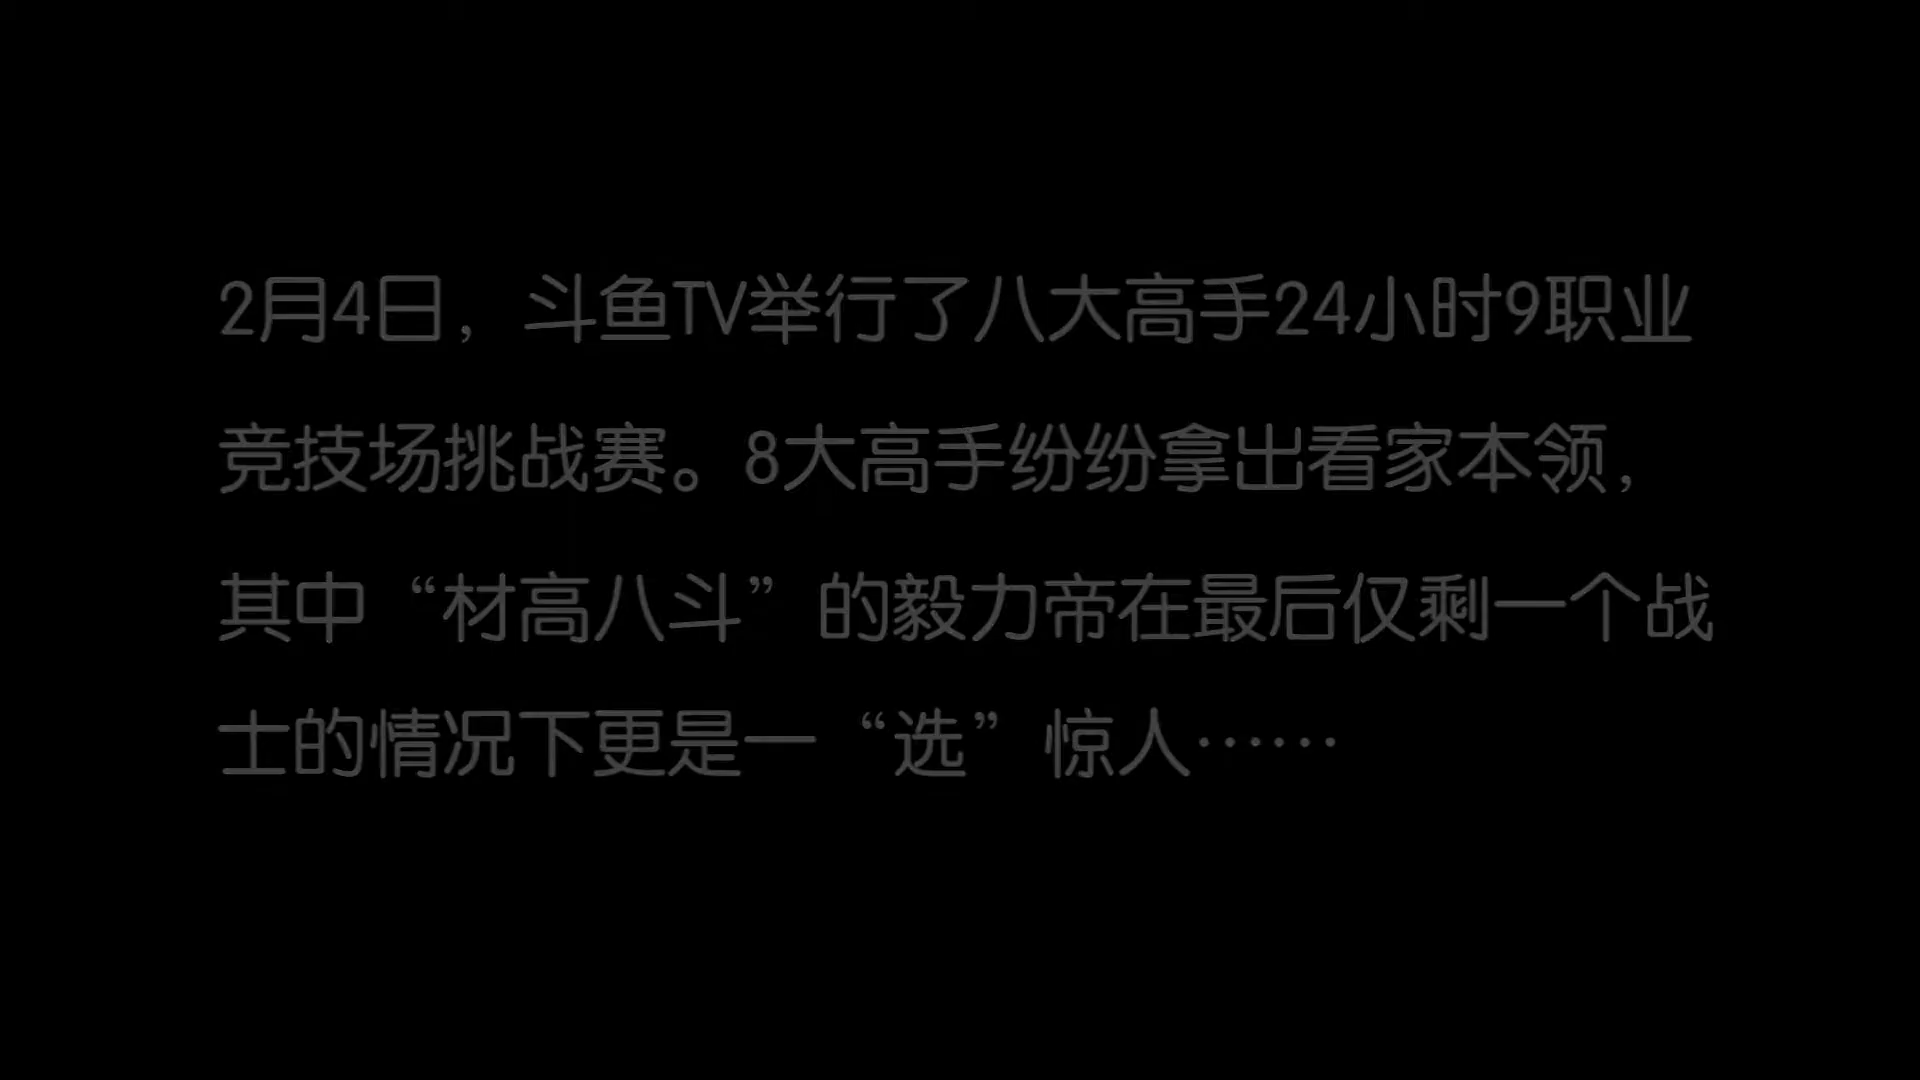 2月4日，斗鱼TV举行了八大高手24小时9职业
竞技场挑战赛。8大高手纷纷拿出看家本领，
其中“材高八斗”的毅力帝在最后仅剩一个战
士的情况下更是一“选”惊人……